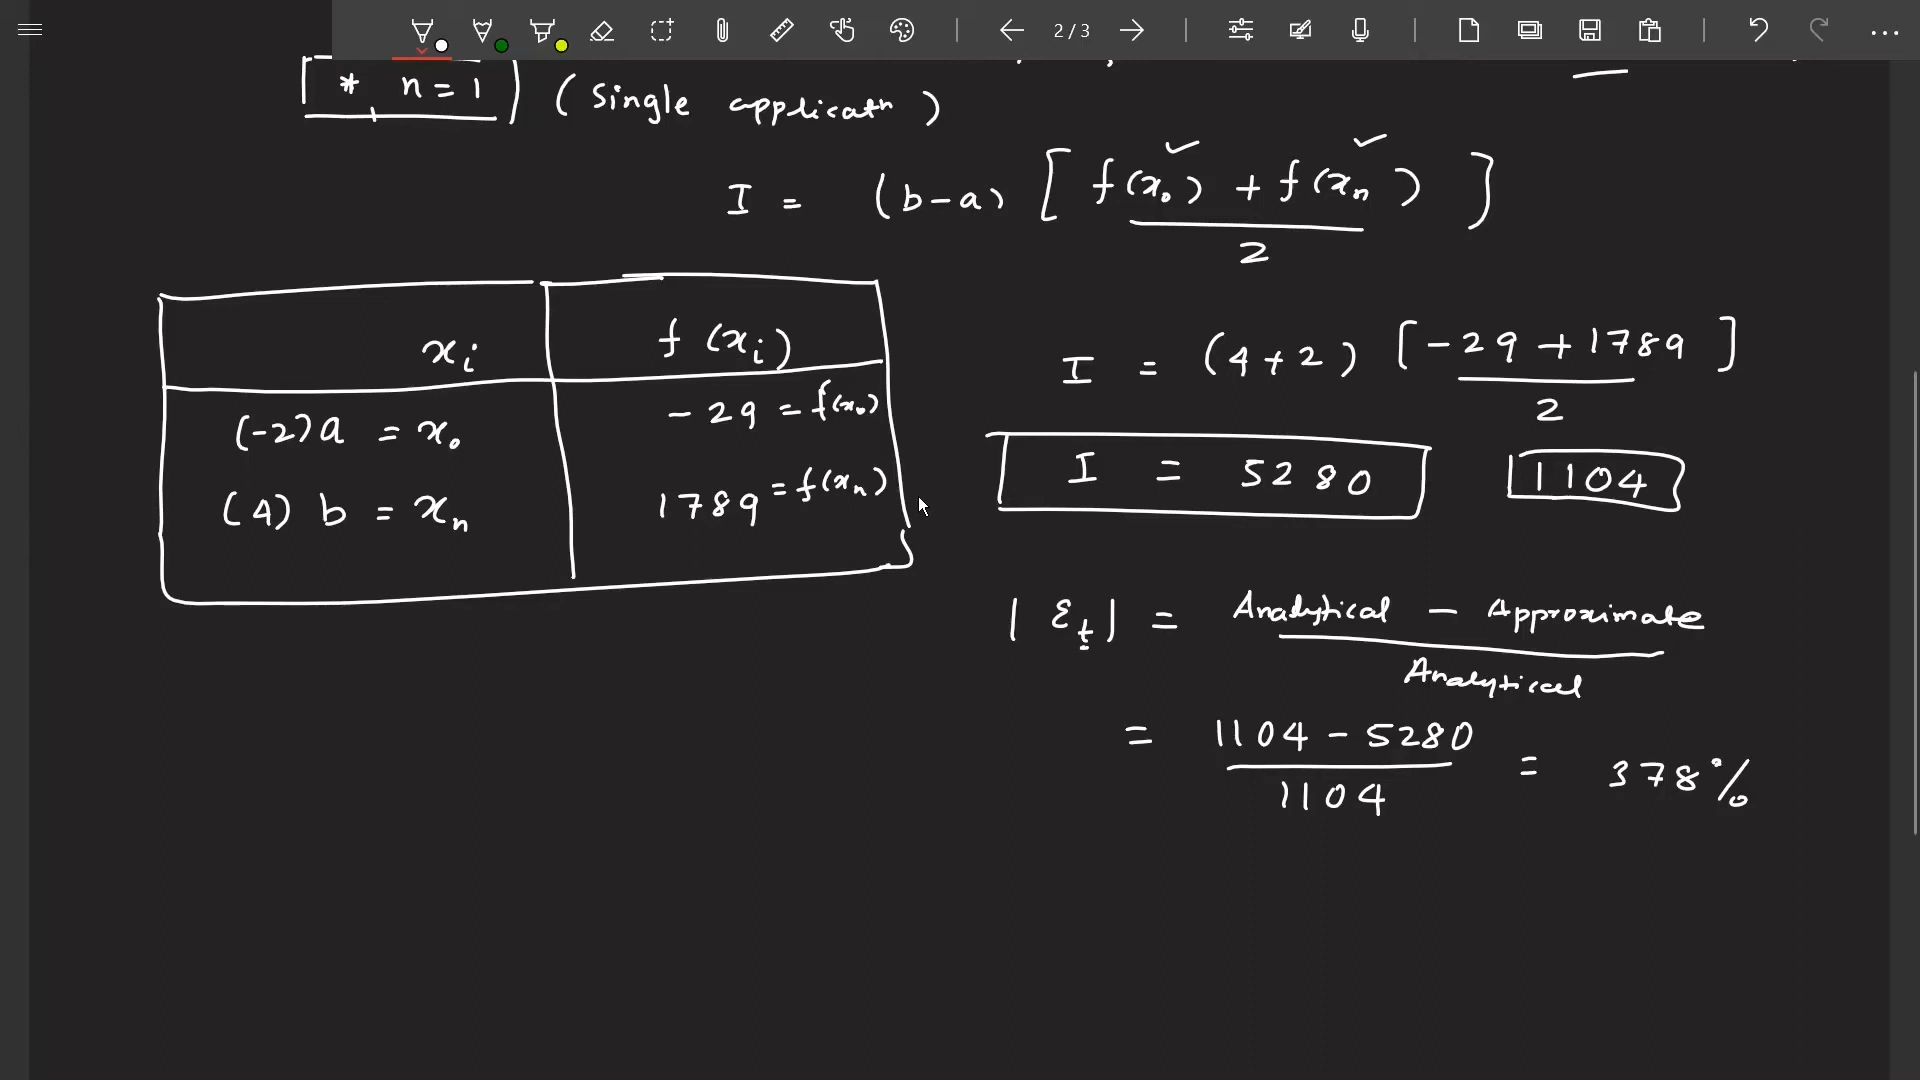 2 / 3
* n = 1 ( Single applicatn )
I = (b-a) [ f(x₀) + f(xₙ) ]
2
xᵢ f (xᵢ)
(-2) a = x₀ - 29 = f(x₀)
(4) b = xₙ 1789 = f(xₙ)
I = (4+2) [ -29 + 1789 ]
2
I = 5280 1104
| Ɛt | = Analytical - Approximate
Analytical
= 1104 - 5280 = 378 %
1104